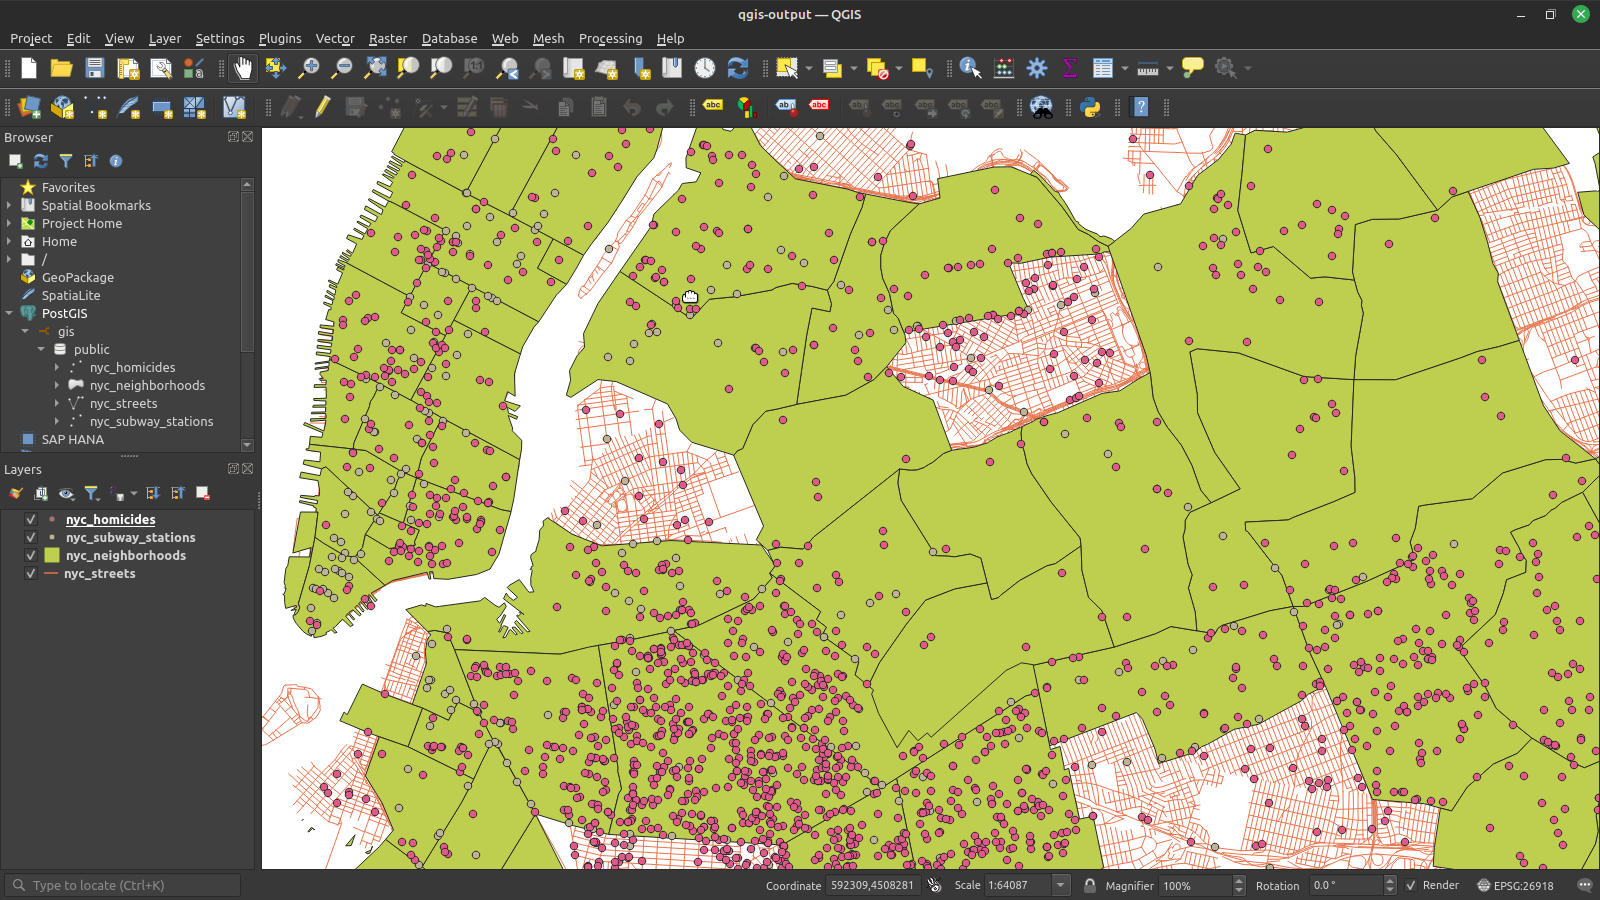 qgis-output — QGIS
Project Edit View Layer Settings Plugins Vector Raster Database Web Mesh Processing Help
abc abc abc
Browser
Favorites
Spatial Bookmarks
Project Home
Home
/
GeoPackage
SpatiaLite
PostGIS
gis
public
nyc_homicides
nyc_neighborhoods
nyc_streets
nyc_subway_stations
SAP HANA
Layers
nyc_homicides
nyc_subway_stations
nyc_neighborhoods
nyc_streets
Type to locate (Ctrl+K)
Coordinate 592309,4508281 Scale 1:64087 Magnifier 100% Rotation 0.0 ° Render EPSG:26918